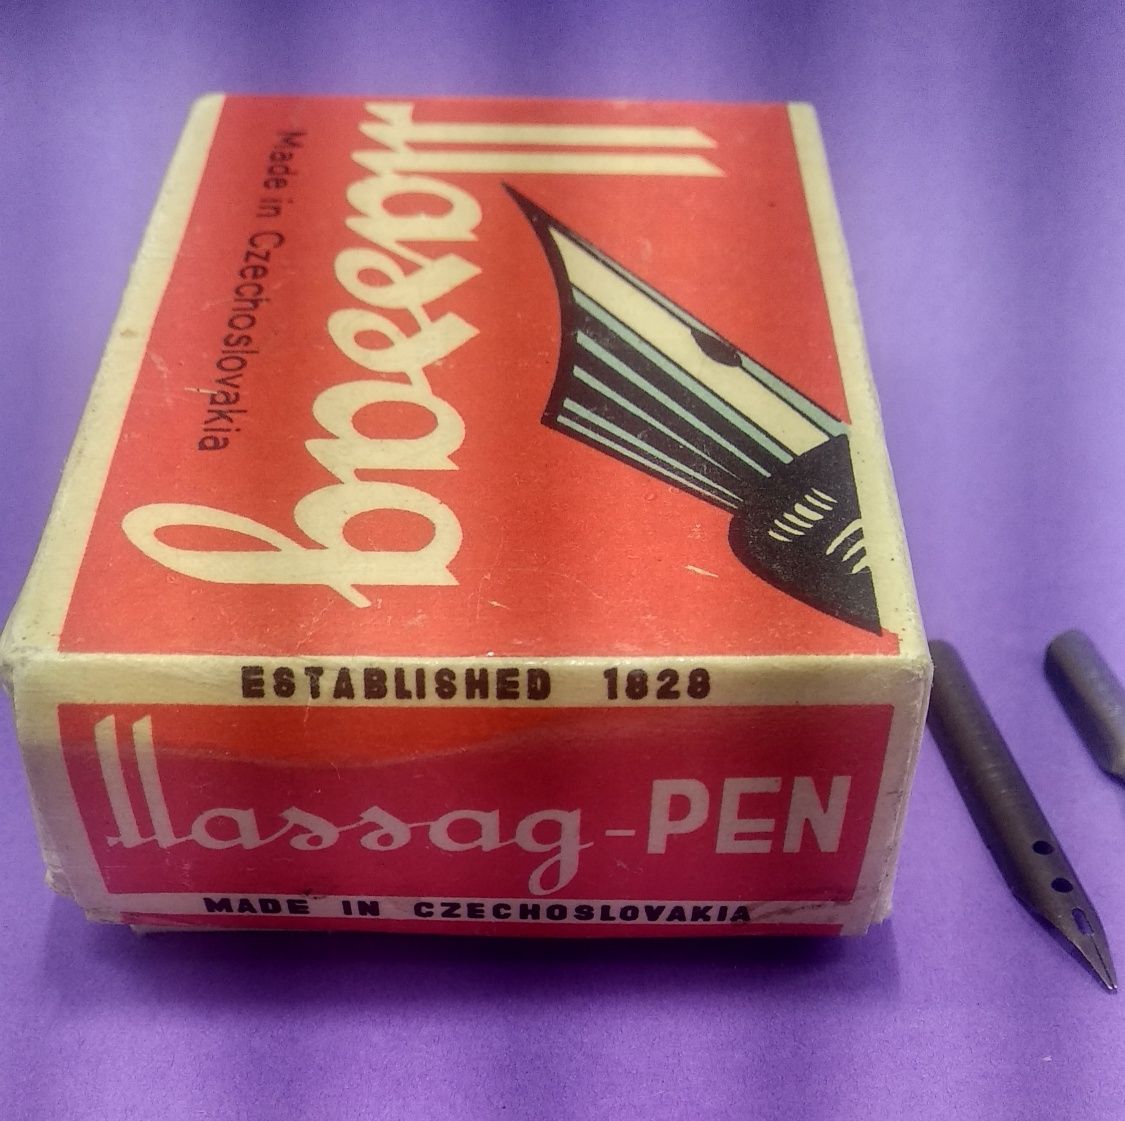 Massag
Made in Czechoslovakia
ESTABLISHED 1828
Massag-PEN
MADE IN CZECHOSLOVAKIA